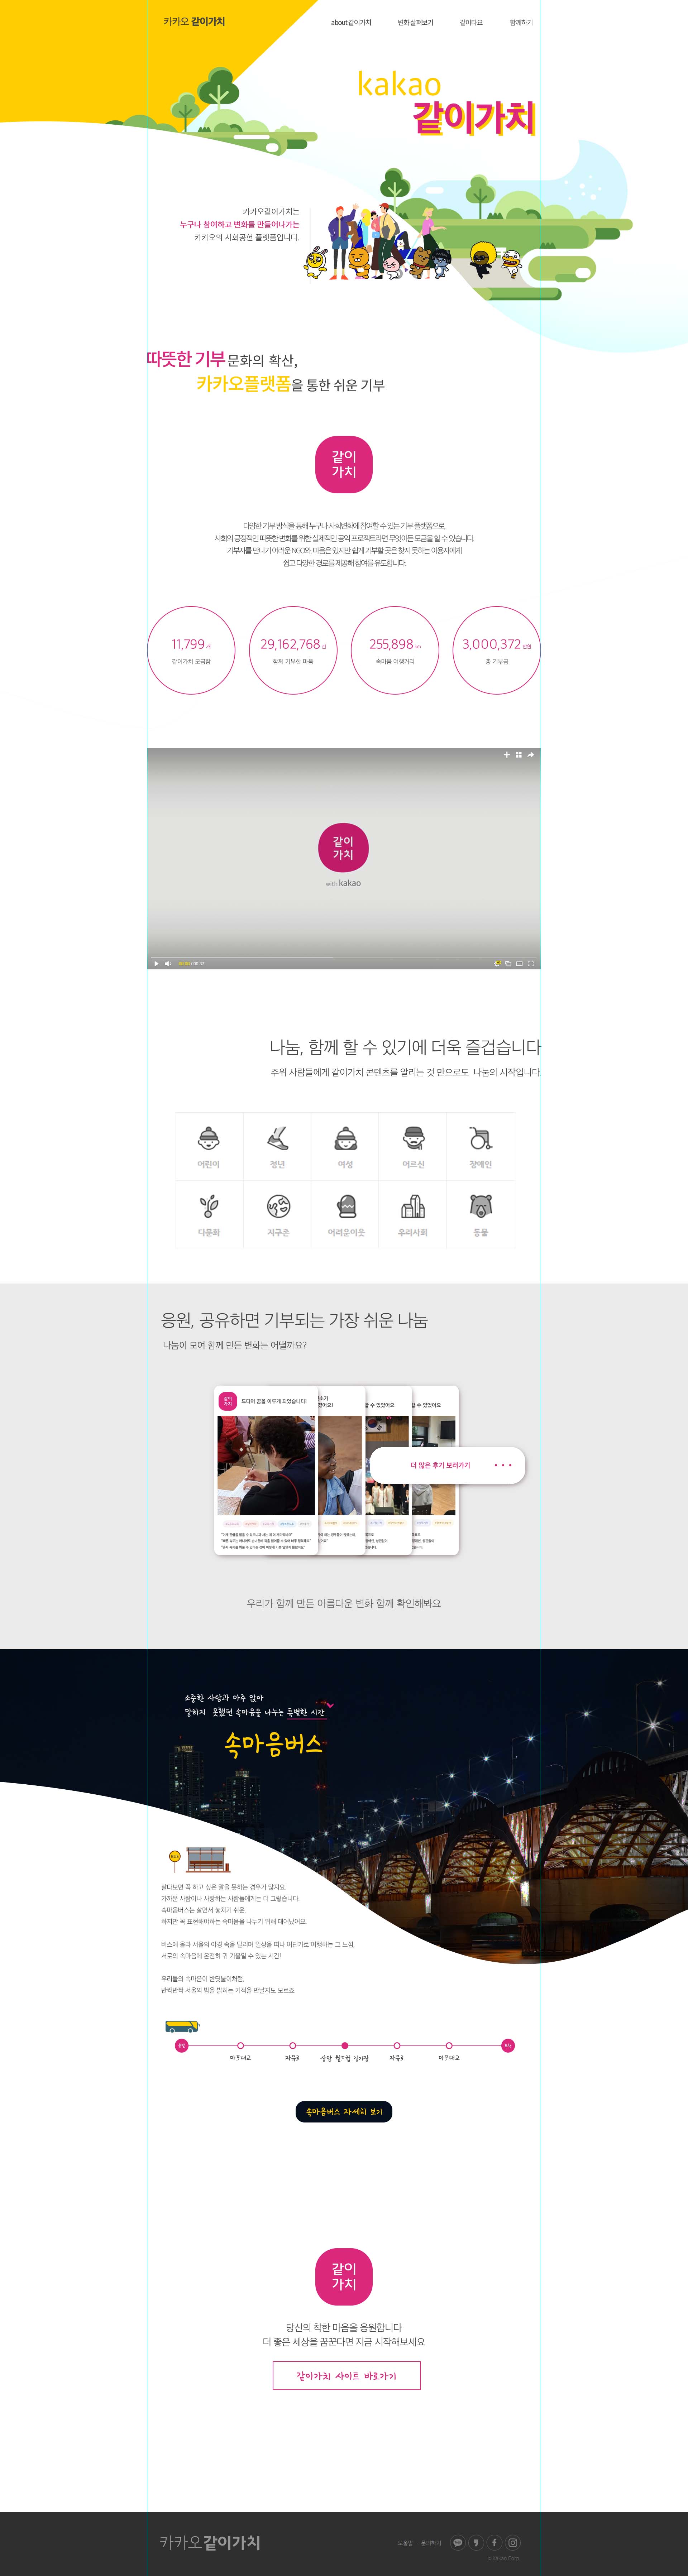 카카오 같이가치
about 같이가치 변화 살펴보기 같이타요 함께하기
kakao
같이가치
카카오같이가치는
누구나 참여하고 변화를 만들어나가는
카카오의 사회공헌 플랫폼입니다.
따뜻한 기부 문화의 확산,
카카오플랫폼을 통한 쉬운 기부
같이
가치
다양한 기부 방식을 통해 누구나 사회변화에 참여할 수 있는 기부 플랫폼으로,
사회의 긍정적인 따뜻한 변화를 위한 실제적인 공익 프로젝트라면 무엇이든 모금을 할 수 있습니다.
기부자를 만나기 어려운 NGO와, 마음은 있지만 쉽게 기부할 곳은 찾지 못하는 이용자에게
쉽고 다양한 경로를 제공해 참여를 유도합니다.
11,799 개
같이가치 모금함
29,162,768 건
함께 기부한 마음
255,898 km
속마음 여행거리
3,000,372 만원
총 기부금
같이
가치
with kakao
나눔, 함께 할 수 있기에 더욱 즐겁습니다
주위 사람들에게 같이가치 콘텐츠를 알리는 것 만으로도 나눔의 시작입니다.
어린이 청년 여성 어르신 장애인
다문화 지구촌 어려운이웃 우리사회 동물
응원, 공유하면 기부되는 가장 쉬운 나눔
나눔이 모여 함께 만든 변화는 어떨까요?
같이
가치
드디어 꿈을 이루게 되었습니다!
할 수 있었어요
더 많은 후기 보러가기
우리가 함께 만든 아름다운 변화 함께 확인해봐요
소중한 사람과 마주 앉아
말하지 못했던 속마음을 나누는 특별한 시간
속마음버스
BUS
살다보면 꼭 하고 싶은 말을 못하는 경우가 많지요.
가까운 사람이나 사랑하는 사람들에게는 더 그렇습니다.
속마음버스는 살면서 놓치기 쉬운,
하지만 꼭 표현해야하는 속마음을 나누기 위해 태어났어요.
버스에 올라 서울의 야경 속을 달리며 일상을 떠나 어딘가로 여행하는 그 느낌,
서로의 속마음에 온전히 귀 기울일 수 있는 시간!
우리들의 속마음이 반딧불이처럼,
반짝반짝 서울의 밤을 밝히는 기적을 만날지도 모르죠.
마포대교 자유로 상암 월드컵 경기장 자유로 마포대교
속마음버스 자세히 보기
같이
가치
당신의 착한 마음을 응원합니다
더 좋은 세상을 꿈꾼다면 지금 시작해보세요
같이가치 사이트 바로가기
카카오같이가치
도움말 문의하기
© Kakao Corp.